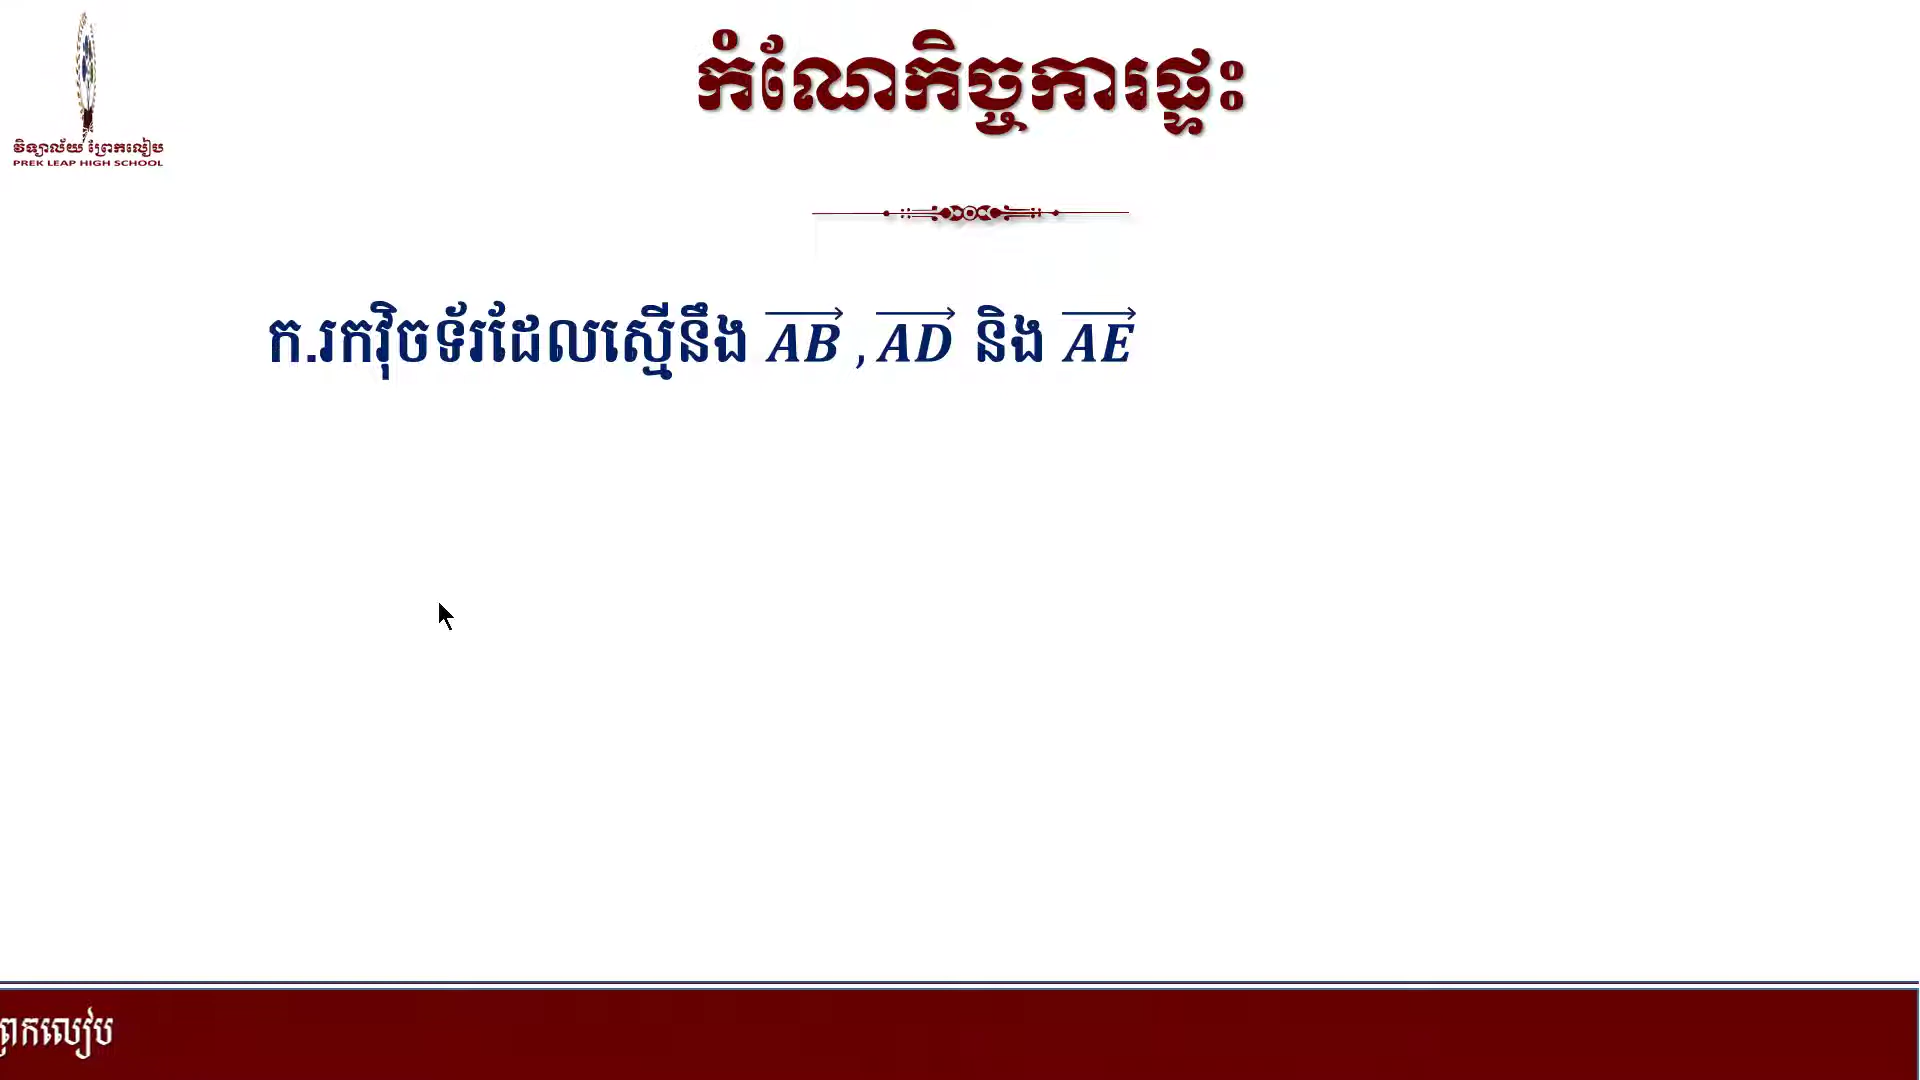 កំណែកិច្ចការផ្ទះ
វិទ្យាល័យ ព្រែកលៀប
PREK LEAP HIGH SCHOOL
ក.រកវ៉ិចទ័រដែលស្មើនឹង AB , AD និង AE
ព្រែកលៀប